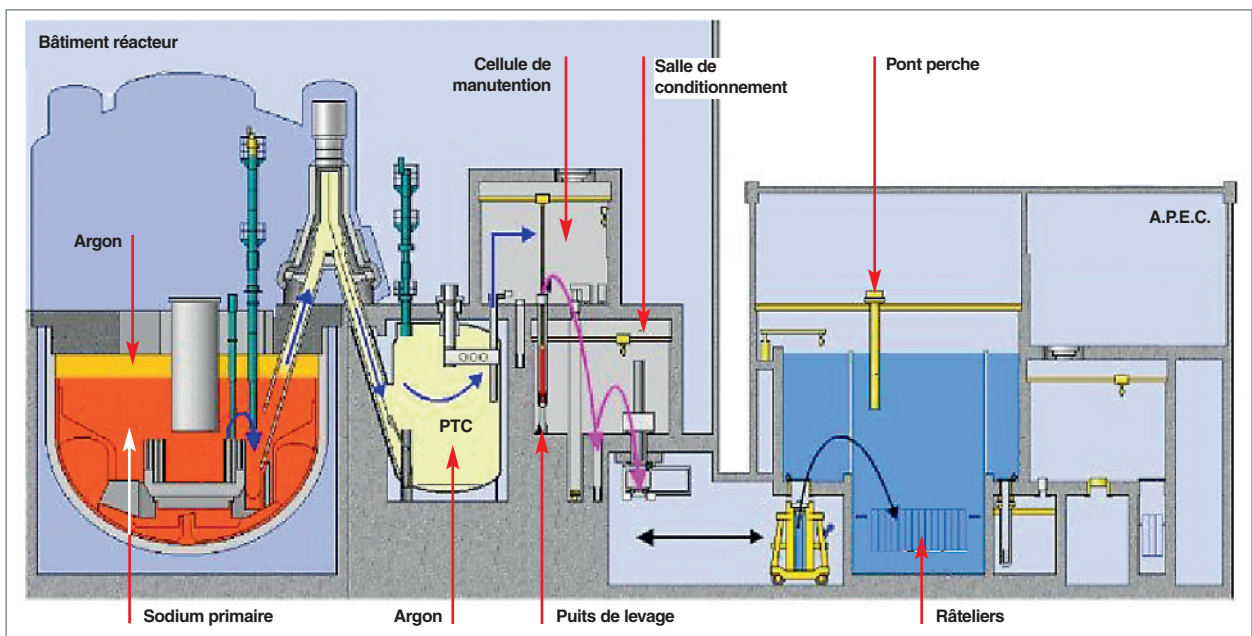 Bâtiment réacteur
Cellule de
manutention
Salle de
conditionnement
Pont perche
A.P.E.C.
Argon
PTC
Sodium primaire
Argon
Puits de levage
Râteliers